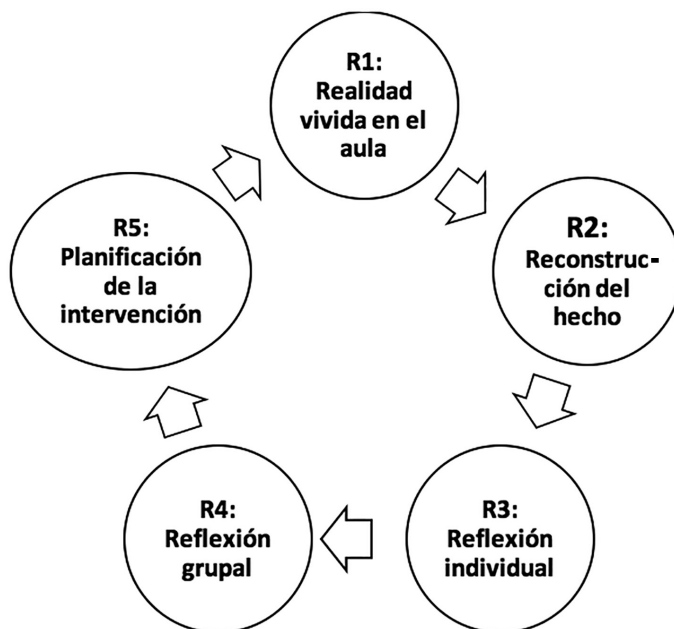 R1:
Realidad
vivida en el
aula
R2:
Reconstruc-
ción del
hecho
R3:
Reflexión
individual
R4:
Reflexión
grupal
R5:
Planificación
de la
intervención